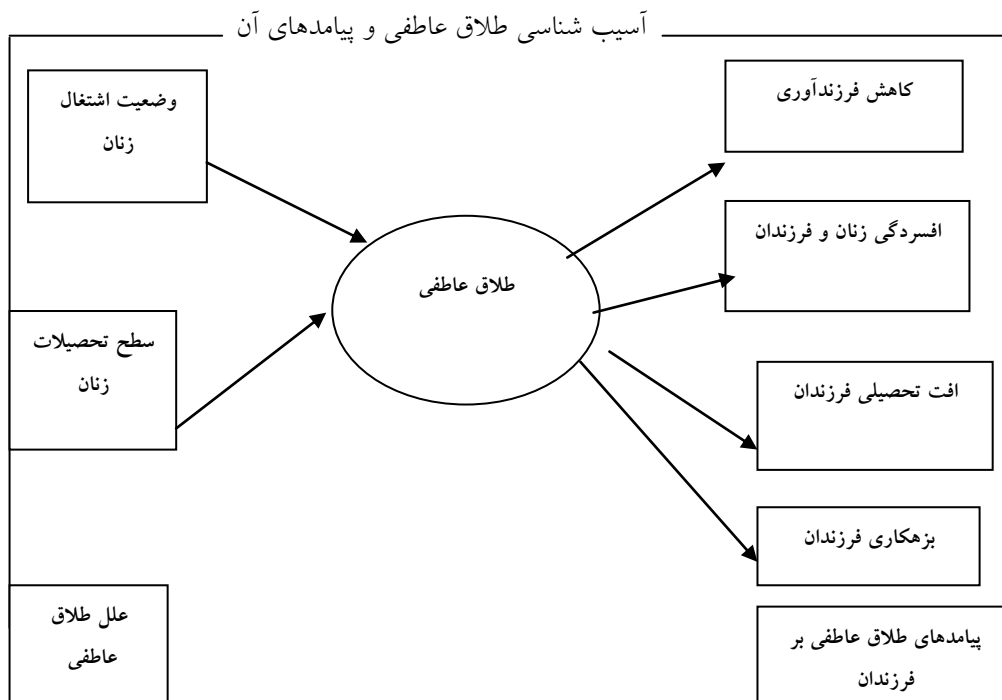 آسیب شناسی طلاق عاطفی و پیامدهای آن
وضعیت اشتغال
زنان
کاهش فرزندآوری
افسردگی زنان و فرزندان
طلاق عاطفی
سطح تحصیلات
زنان
افت تحصیلی فرزندان
بزهکاری فرزندان
علل طلاق
عاطفی
پیامدهای طلاق عاطفی بر
فرزندان